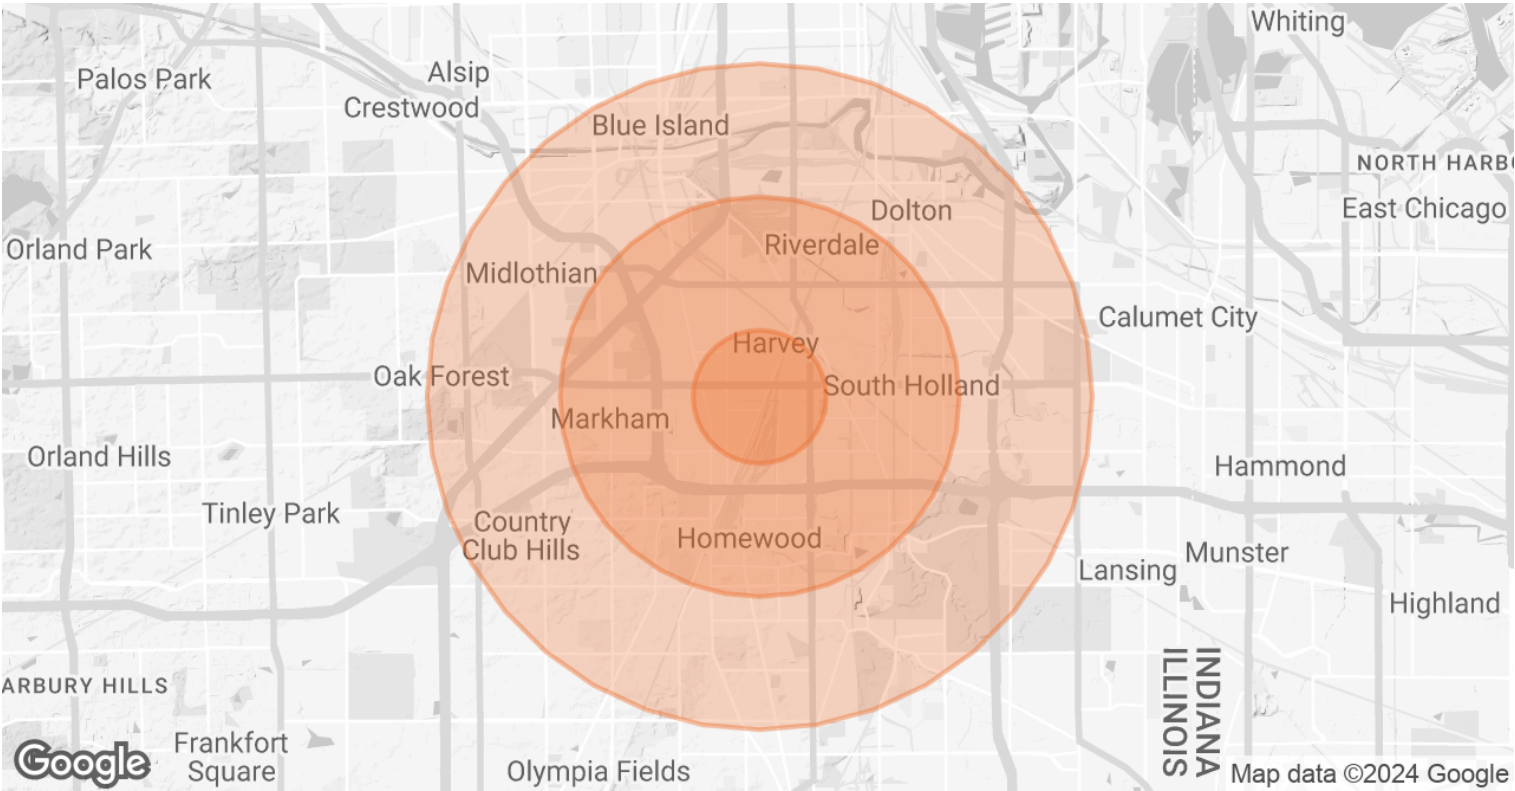 Whiting
Palos Park
Alsip
Crestwood
Blue Island
NORTH HARBO
East Chicago
Dolton
Orland Park
Riverdale
Midlothian
Calumet City
Harvey
Oak Forest
South Holland
Markham
Orland Hills
Hammond
Tinley Park
Country
Club Hills
Homewood
Munster
Lansing
Highland
ARBURY HILLS
INDIANA
ILLINOIS
Frankfort
Square
Google
Olympia Fields
Map data ©2024 Google